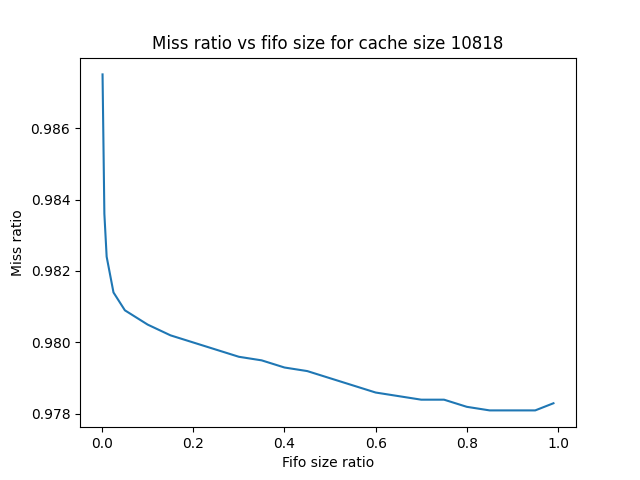 Miss ratio vs fifo size for cache size 10818
0.986
0.984
0.982
0.980
0.978
Miss ratio
0.0 0.2 0.4 0.6 0.8 1.0
Fifo size ratio